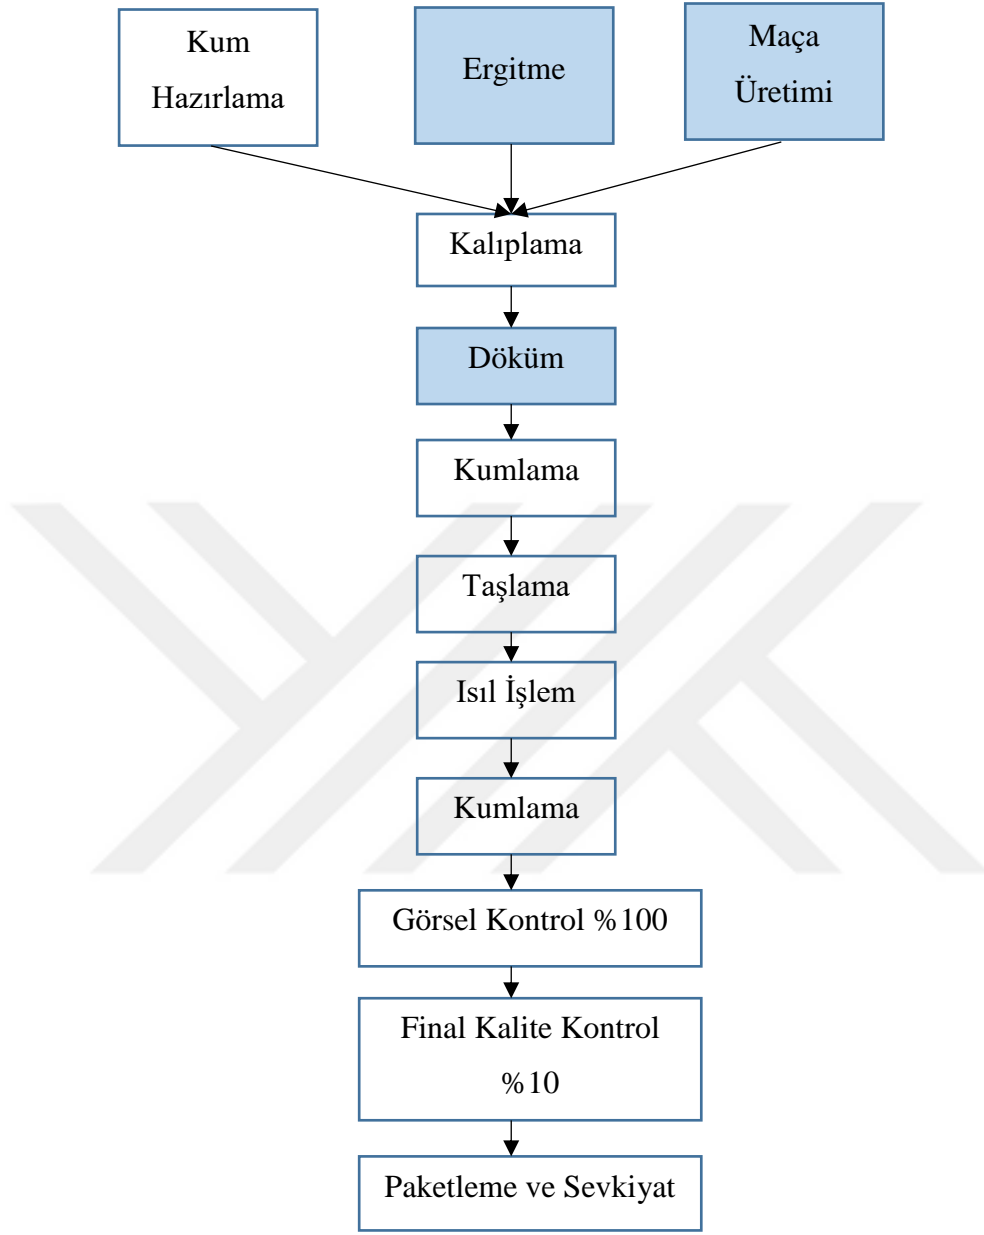 Kum
Hazırlama
Ergitme
Maça
Üretimi
Kalıplama
Döküm
Kumlama
Taşlama
Isıl İşlem
Kumlama
Görsel Kontrol %100
Final Kalite Kontrol
%10
Paketleme ve Sevkiyat